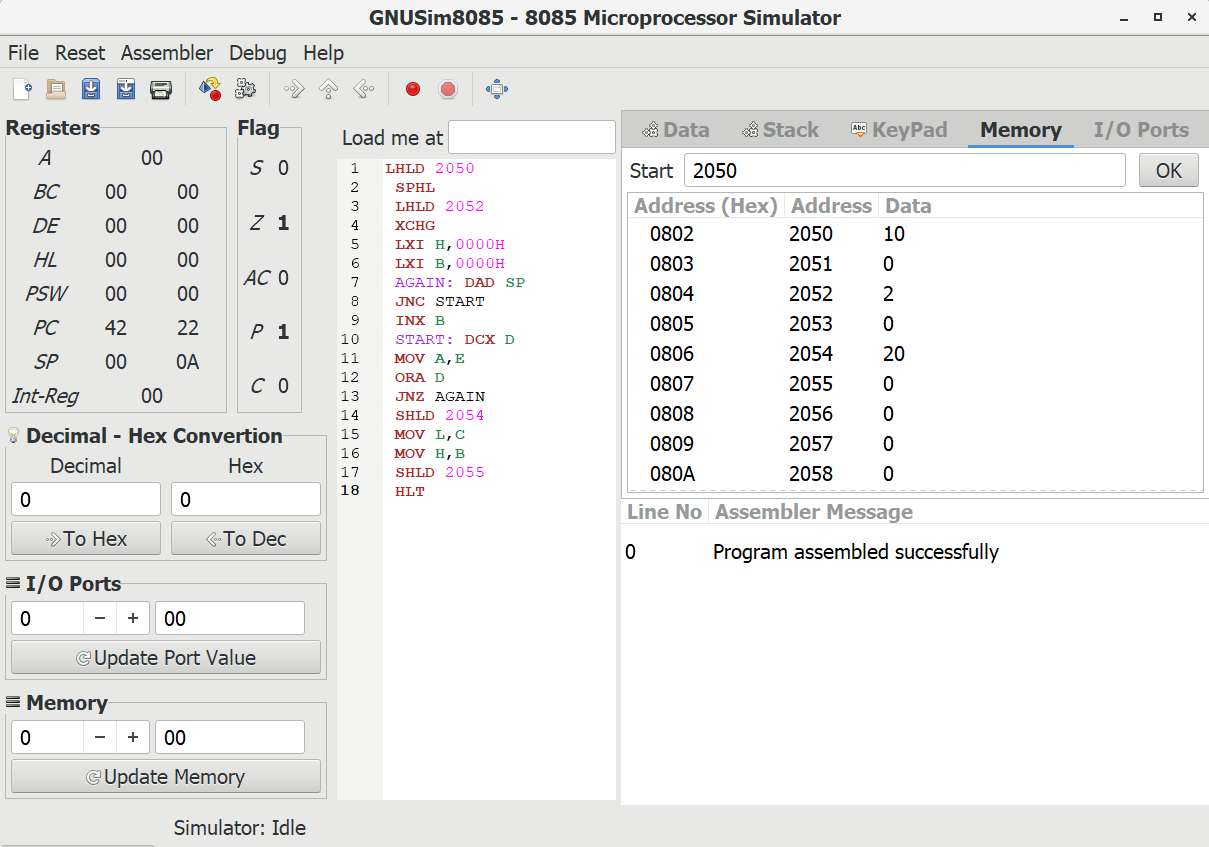 GNUSim8085 - 8085 Microprocessor Simulator
File Reset Assembler Debug Help
Registers
A 00
BC 00 00
DE 00 00
HL 00 00
PSW 00 00
PC 42 22
SP 00 0A
Int-Reg 00
Flag
S 0
Z 1
AC 0
P 1
C 0
Decimal - Hex Convertion
Decimal Hex
0 0
To Hex To Dec
I/O Ports
0 − + 00
Update Port Value
Memory
0 − + 00
Update Memory
Load me at
1 LHLD 2050
2 SPHL
3 LHLD 2052
4 XCHG
5 LXI H,0000H
6 LXI B,0000H
7 AGAIN: DAD SP
8 JNC START
9 INX B
10 START: DCX D
11 MOV A,E
12 ORA D
13 JNZ AGAIN
14 SHLD 2054
15 MOV L,C
16 MOV H,B
17 SHLD 2055
18 HLT
Data Stack Abc KeyPad Memory I/O Ports
Start 2050 OK
Address (Hex) Address Data
0802 2050 10
0803 2051 0
0804 2052 2
0805 2053 0
0806 2054 20
0807 2055 0
0808 2056 0
0809 2057 0
080A 2058 0
Line No Assembler Message
0 Program assembled successfully
Simulator: Idle